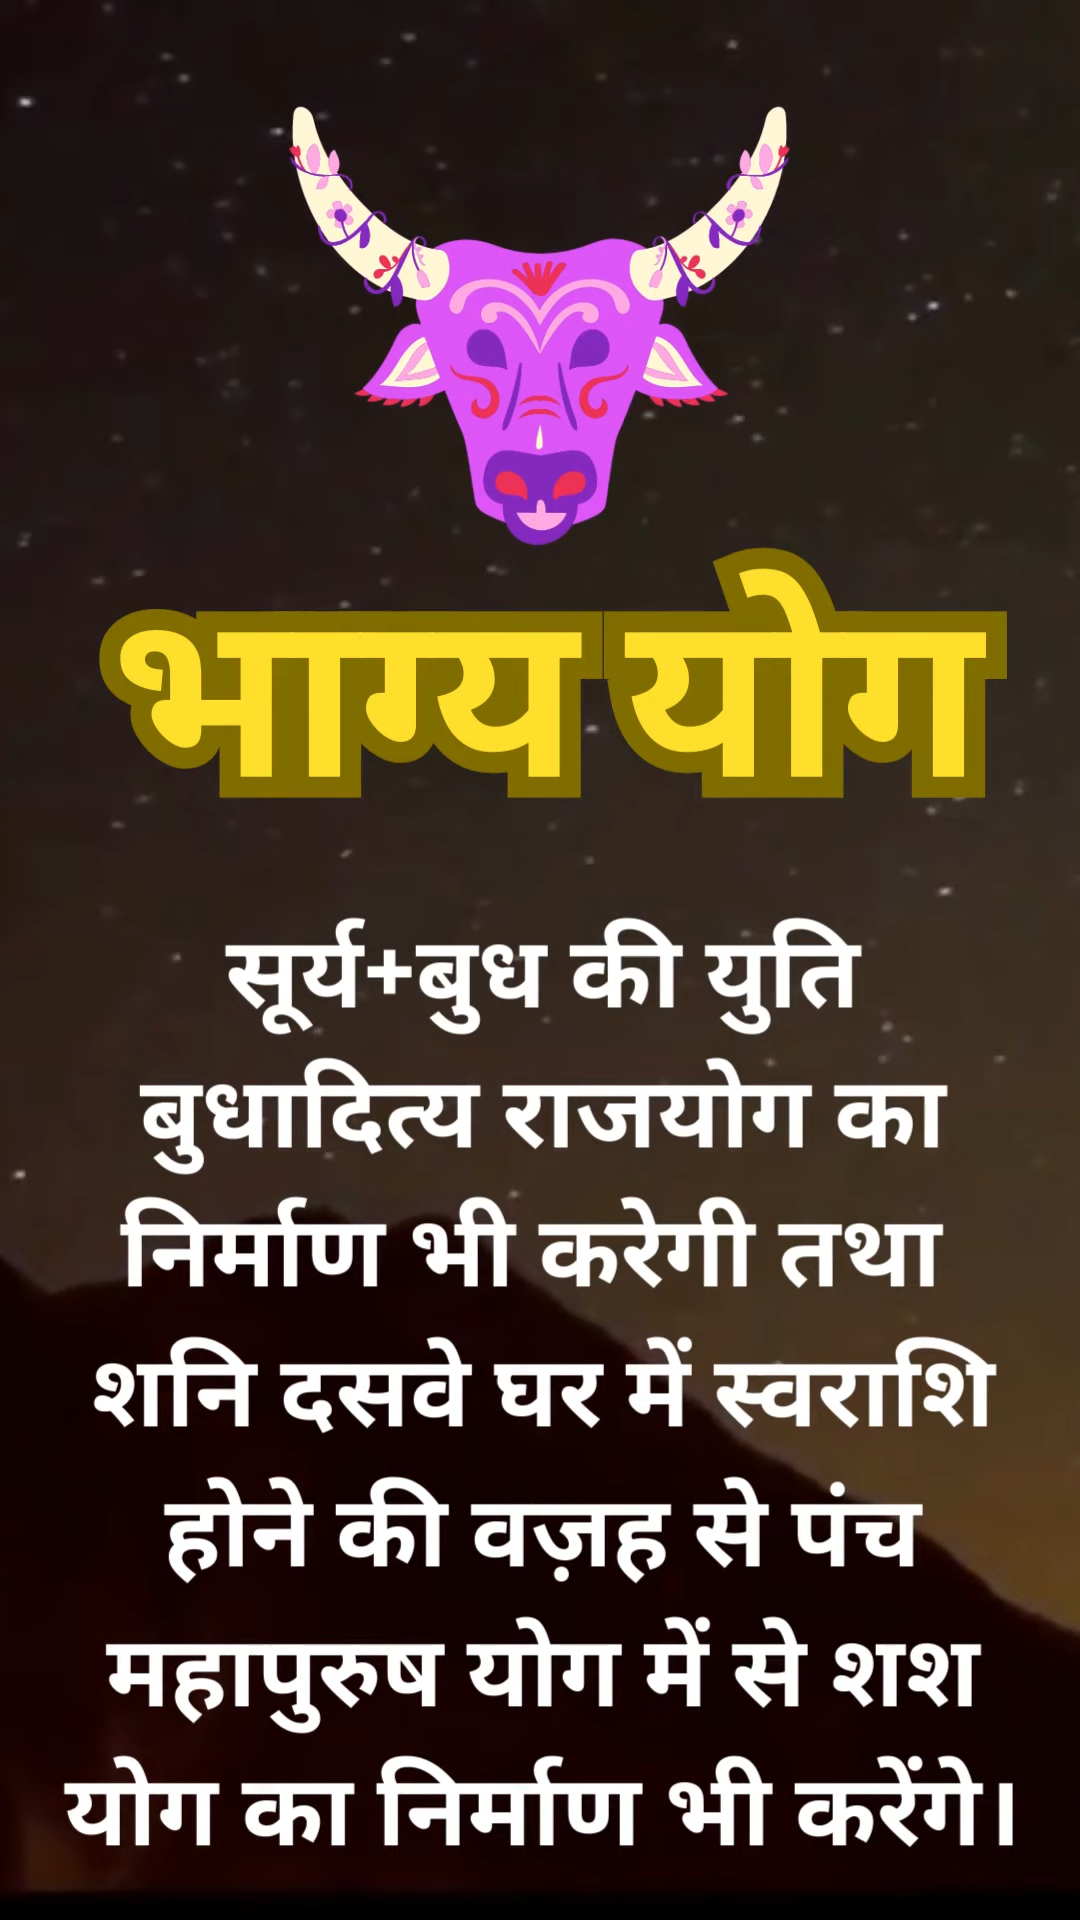 भाग्य योग
सूर्य+बुध की युति
बुधादित्य राजयोग का
निर्माण भी करेगी तथा
शनि दसवे घर में स्वराशि
होने की वज़ह से पंच
महापुरुष योग में से शश
योग का निर्माण भी करेंगे।